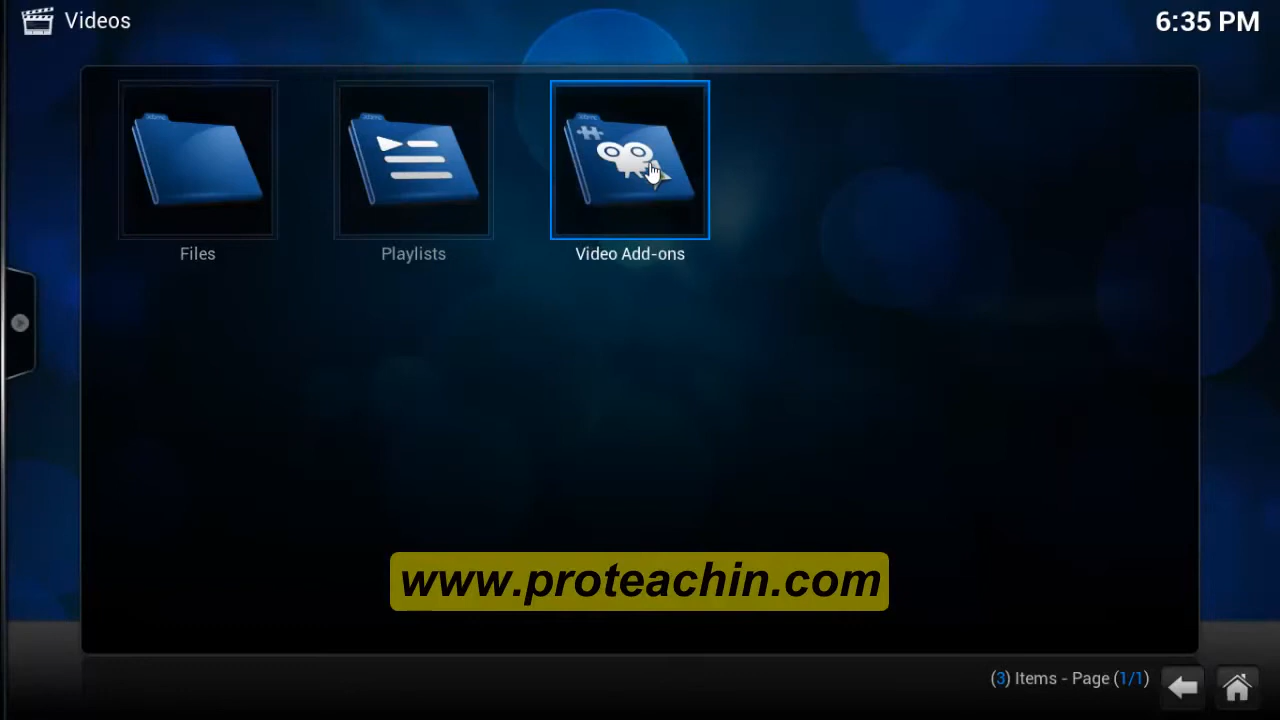 Videos
6:35 PM
Files
Playlists
Video Add-ons
www.proteachin.com
(3) Items - Page (1/1)